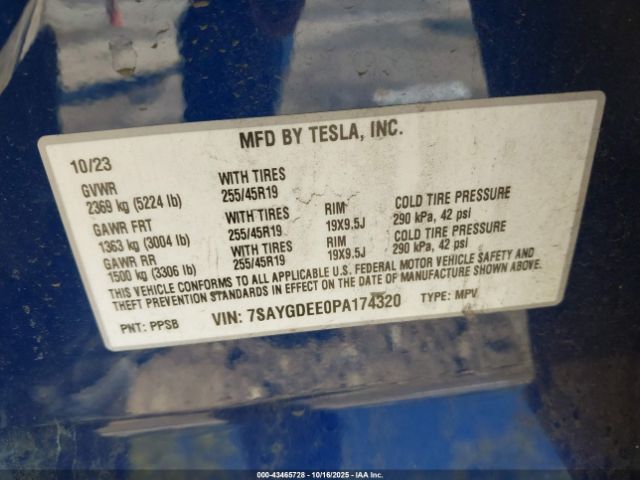 MFD BY TESLA, INC.
10/23
GVWR
2369 kg (5224 lb)
WITH TIRES
255/45R19
GAWR FRT
1363 kg (3004 lb)
WITH TIRES
255/45R19
RIM
19X9.5J
COLD TIRE PRESSURE
290 kPa, 42 psi
GAWR RR
1500 kg (3306 lb)
WITH TIRES
255/45R19
RIM
19X9.5J
COLD TIRE PRESSURE
290 kPa, 42 psi
THIS VEHICLE CONFORMS TO ALL APPLICABLE U.S. FEDERAL MOTOR VEHICLE SAFETY AND
THEFT PREVENTION STANDARDS IN EFFECT ON THE DATE OF MANUFACTURE SHOWN ABOVE.
PNT: PPSB VIN: 7SAYGDEE0PA174320 TYPE: MPV
000-43465728 | 10/16/2025 | IAA Inc.